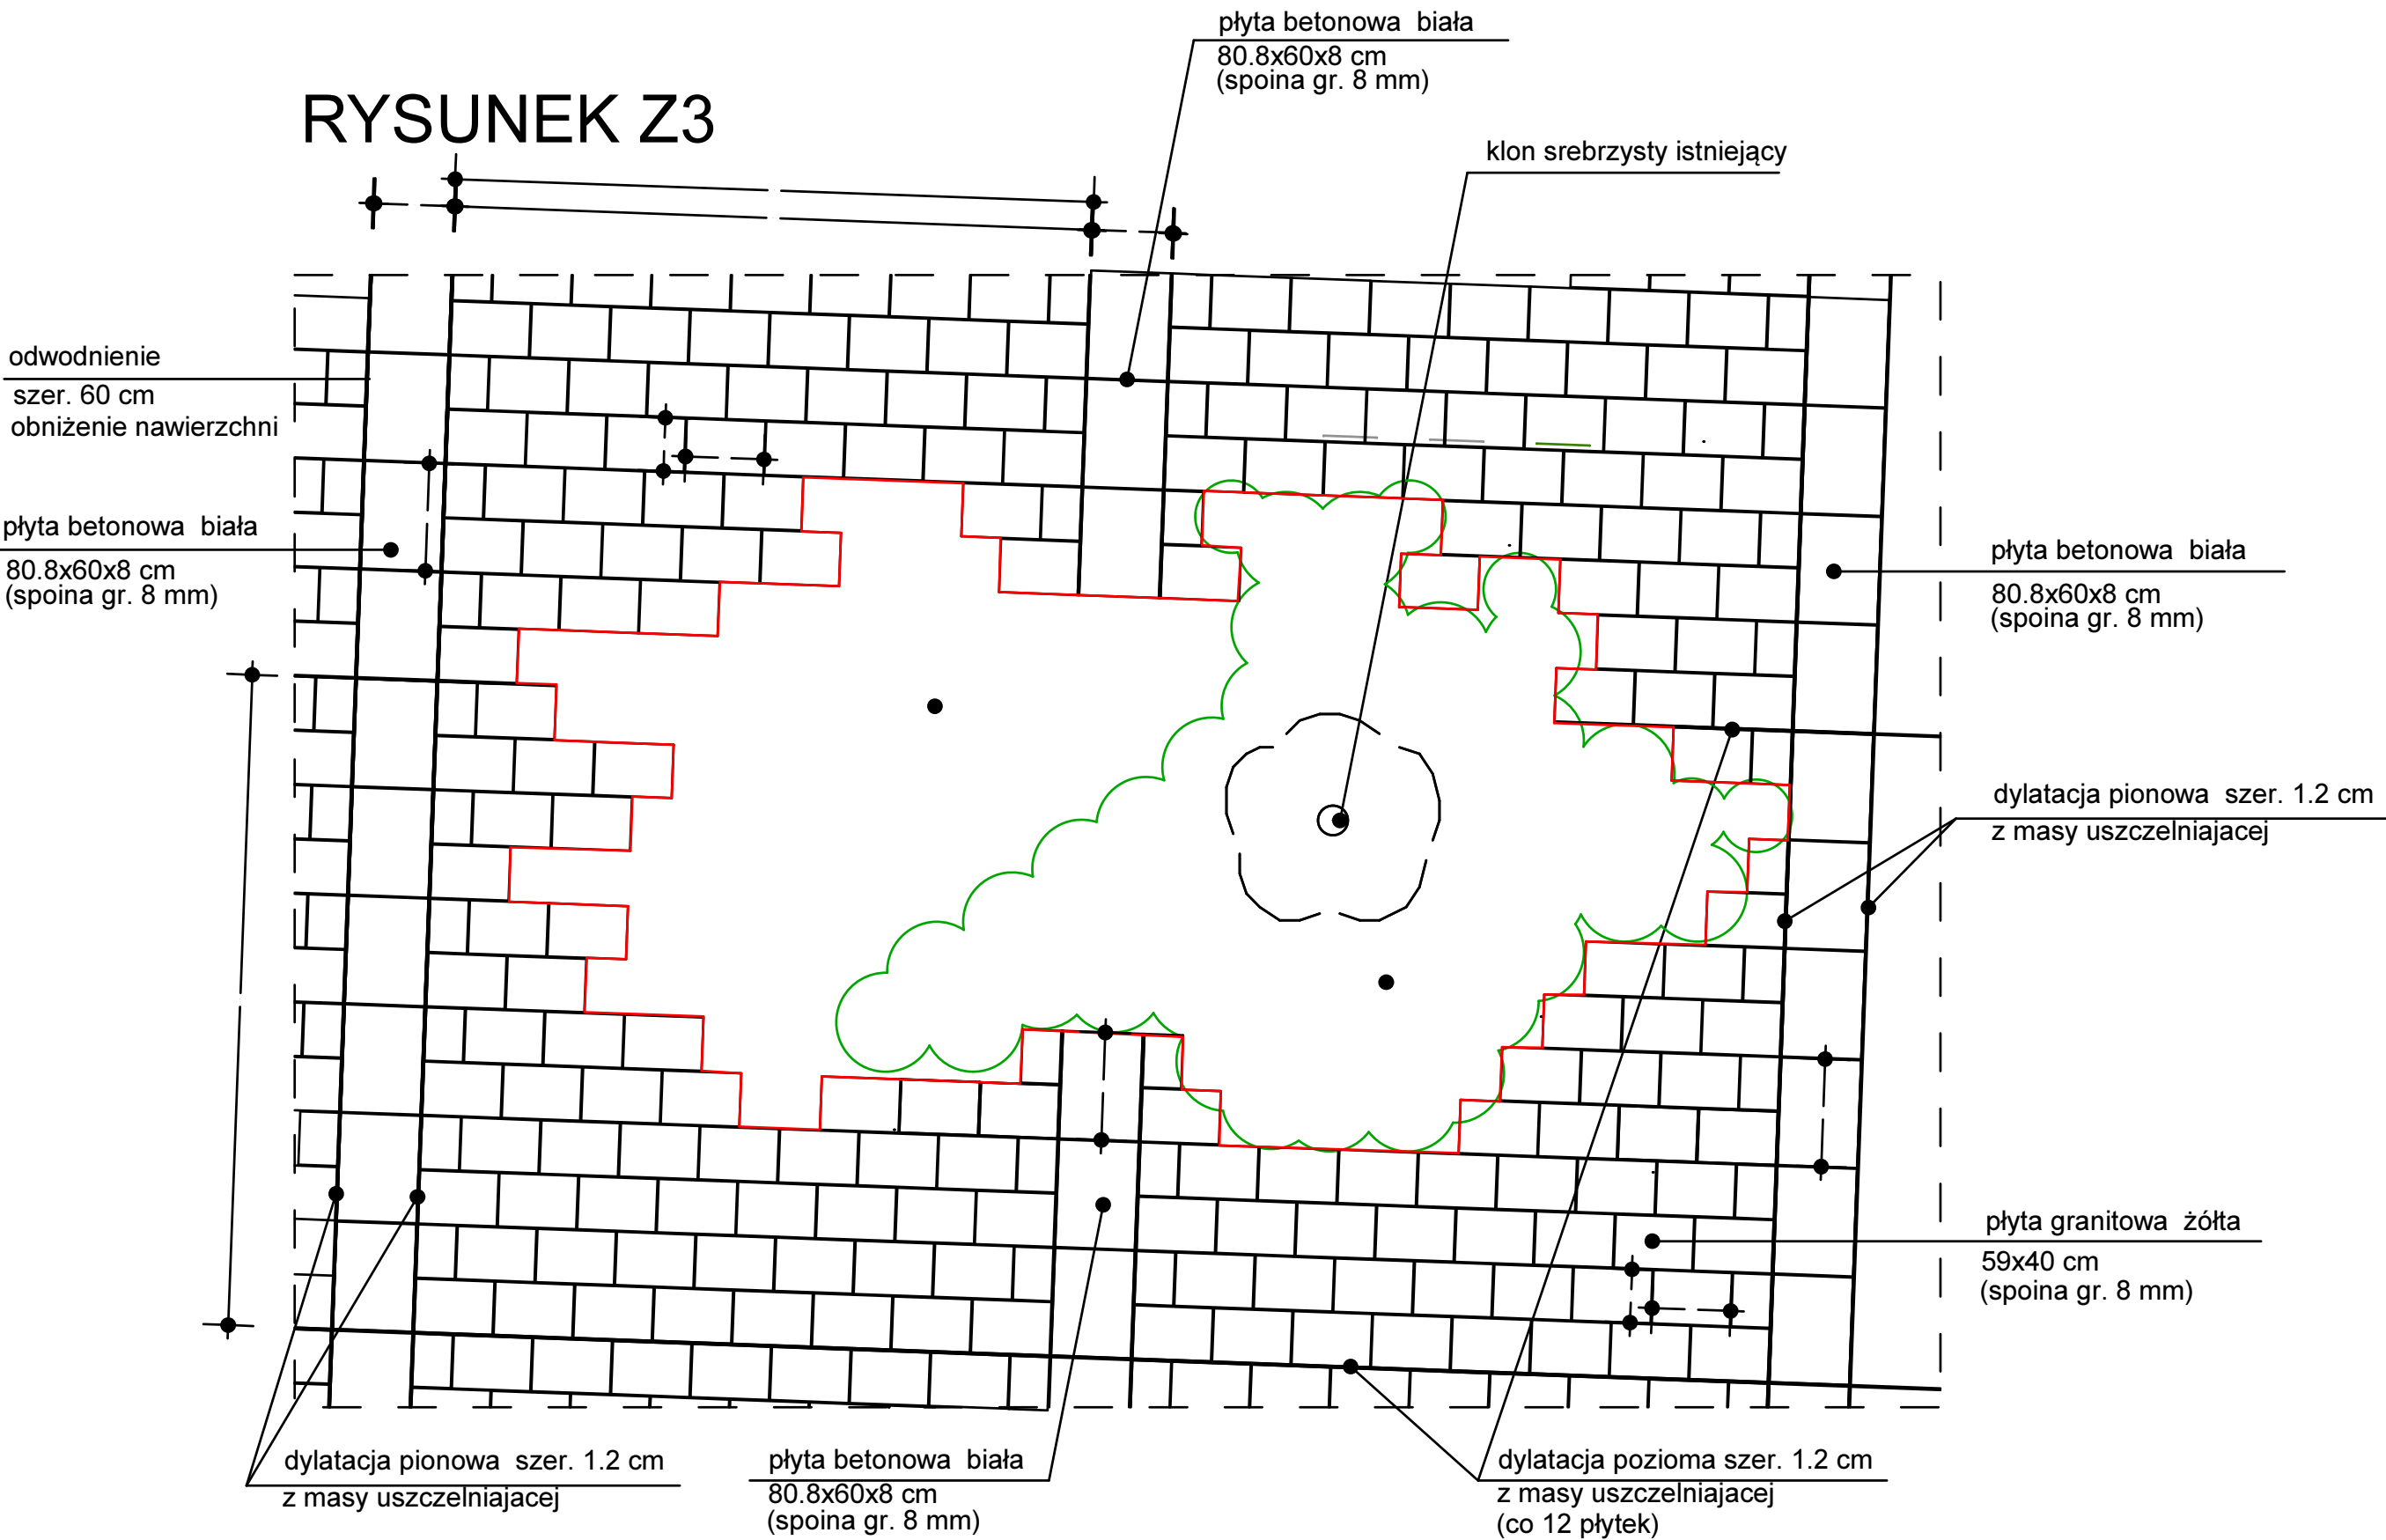 płyta betonowa biała
80.8x60x8 cm
(spoina gr. 8 mm)
RYSUNEK Z3
klon srebrzysty istniejący
odwodnienie
szer. 60 cm
obniżenie nawierzchni
płyta betonowa biała
80.8x60x8 cm
(spoina gr. 8 mm)
płyta betonowa biała
80.8x60x8 cm
(spoina gr. 8 mm)
dylatacja pionowa szer. 1.2 cm
z masy uszczelniajacej
płyta granitowa żółta
59x40 cm
(spoina gr. 8 mm)
dylatacja pionowa szer. 1.2 cm
z masy uszczelniajacej
płyta betonowa biała
80.8x60x8 cm
(spoina gr. 8 mm)
dylatacja pozioma szer. 1.2 cm
z masy uszczelniajacej
(co 12 płytek)